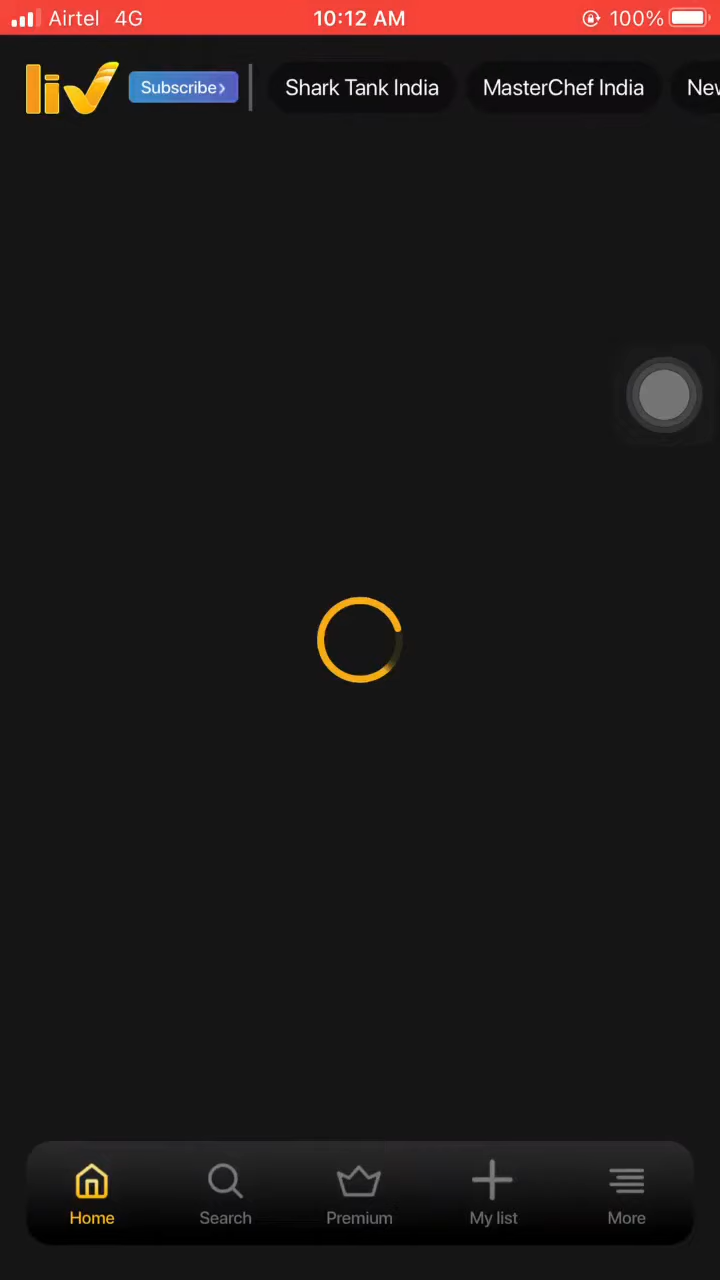 Airtel 4G 10:12 AM 100%
liv Subscribe› Shark Tank India MasterChef India
Home Search Premium My list More